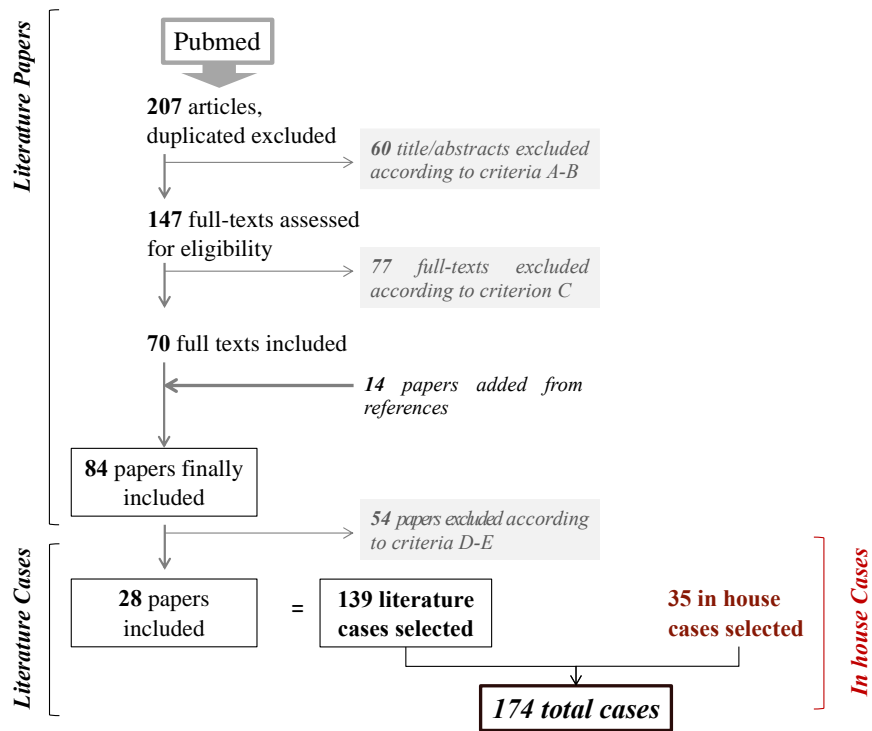 Literature Papers
Pubmed
207 articles,
duplicated excluded
60 title/abstracts excluded
according to criteria A-B
147 full-texts assessed
for eligibility
77 full-texts excluded
according to criterion C
70 full texts included
14 papers added from
references
84 papers finally
included
54 papers excluded according
to criteria D-E
Literature Cases
28 papers
included
=
139 literature
cases selected
35 in house
cases selected
In house Cases
174 total cases